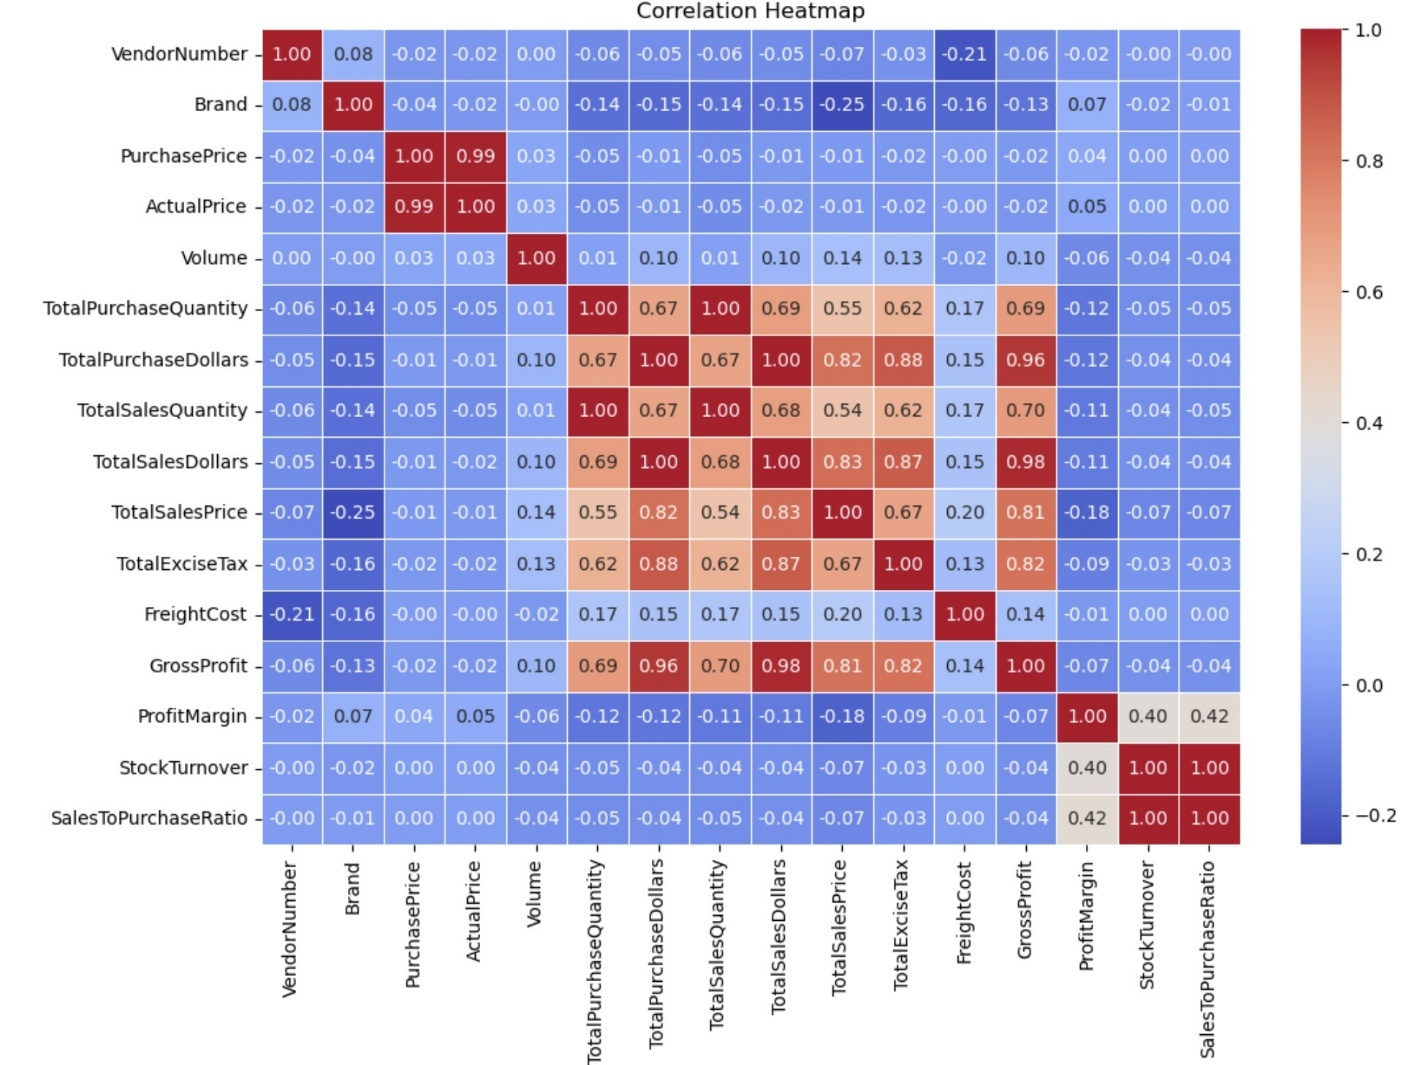 Correlation Heatmap
VendorNumber 1.00 0.08 -0.02 -0.02 0.00 -0.06 -0.05 -0.06 -0.05 -0.07 -0.03 -0.21 -0.06 -0.02 -0.00 -0.00
Brand 0.08 1.00 -0.04 -0.02 -0.00 -0.14 -0.15 -0.14 -0.15 -0.25 -0.16 -0.16 -0.13 0.07 -0.02 -0.01
PurchasePrice -0.02 -0.04 1.00 0.99 0.03 -0.05 -0.01 -0.05 -0.01 -0.01 -0.02 -0.00 -0.02 0.04 0.00 0.00
ActualPrice -0.02 -0.02 0.99 1.00 0.03 -0.05 -0.01 -0.05 -0.02 -0.01 -0.02 -0.00 -0.02 0.05 0.00 0.00
Volume 0.00 -0.00 0.03 0.03 1.00 0.01 0.10 0.01 0.10 0.14 0.13 -0.02 0.10 -0.06 -0.04 -0.04
TotalPurchaseQuantity -0.06 -0.14 -0.05 -0.05 0.01 1.00 0.67 1.00 0.69 0.55 0.62 0.17 0.69 -0.12 -0.05 -0.05
TotalPurchaseDollars -0.05 -0.15 -0.01 -0.01 0.10 0.67 1.00 0.67 1.00 0.82 0.88 0.15 0.96 -0.12 -0.04 -0.04
TotalSalesQuantity -0.06 -0.14 -0.05 -0.05 0.01 1.00 0.67 1.00 0.68 0.54 0.62 0.17 0.70 -0.11 -0.04 -0.05
TotalSalesDollars -0.05 -0.15 -0.01 -0.02 0.10 0.69 1.00 0.68 1.00 0.83 0.87 0.15 0.98 -0.11 -0.04 -0.04
TotalSalesPrice -0.07 -0.25 -0.01 -0.01 0.14 0.55 0.82 0.54 0.83 1.00 0.67 0.20 0.81 -0.18 -0.07 -0.07
TotalExciseTax -0.03 -0.16 -0.02 -0.02 0.13 0.62 0.88 0.62 0.87 0.67 1.00 0.13 0.82 -0.09 -0.03 -0.03
FreightCost -0.21 -0.16 -0.00 -0.00 -0.02 0.17 0.15 0.17 0.15 0.20 0.13 1.00 0.14 -0.01 0.00 0.00
GrossProfit -0.06 -0.13 -0.02 -0.02 0.10 0.69 0.96 0.70 0.98 0.81 0.82 0.14 1.00 -0.07 -0.04 -0.04
ProfitMargin -0.02 0.07 0.04 0.05 -0.06 -0.12 -0.12 -0.11 -0.11 -0.18 -0.09 -0.01 -0.07 1.00 0.40 0.42
StockTurnover -0.00 -0.02 0.00 0.00 -0.04 -0.05 -0.04 -0.04 -0.04 -0.07 -0.03 0.00 -0.04 0.40 1.00 1.00
SalesToPurchaseRatio -0.00 -0.01 0.00 0.00 -0.04 -0.05 -0.04 -0.05 -0.04 -0.07 -0.03 0.00 -0.04 0.42 1.00 1.00
VendorNumber
Brand
PurchasePrice
ActualPrice
Volume
TotalPurchaseQuantity
TotalPurchaseDollars
TotalSalesQuantity
TotalSalesDollars
TotalSalesPrice
TotalExciseTax
FreightCost
GrossProfit
ProfitMargin
StockTurnover
SalesToPurchaseRatio
1.0
0.8
0.6
0.4
0.2
0.0
−0.2